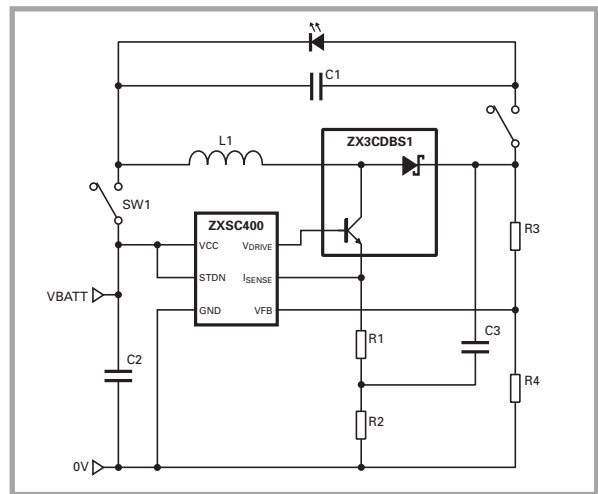 C1
L1
ZX3CDBS1
SW1
ZXSC400
R3
VCC
VDRIVE
STDN
ISENSE
VBATT
GND
VFB
R1
C3
C2
R4
R2
0V